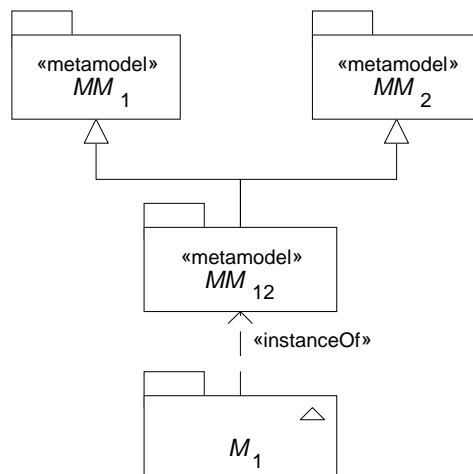 «metamodel»
MM 1
«metamodel»
MM 2
«metamodel»
MM 12
«instanceOf»
M 1